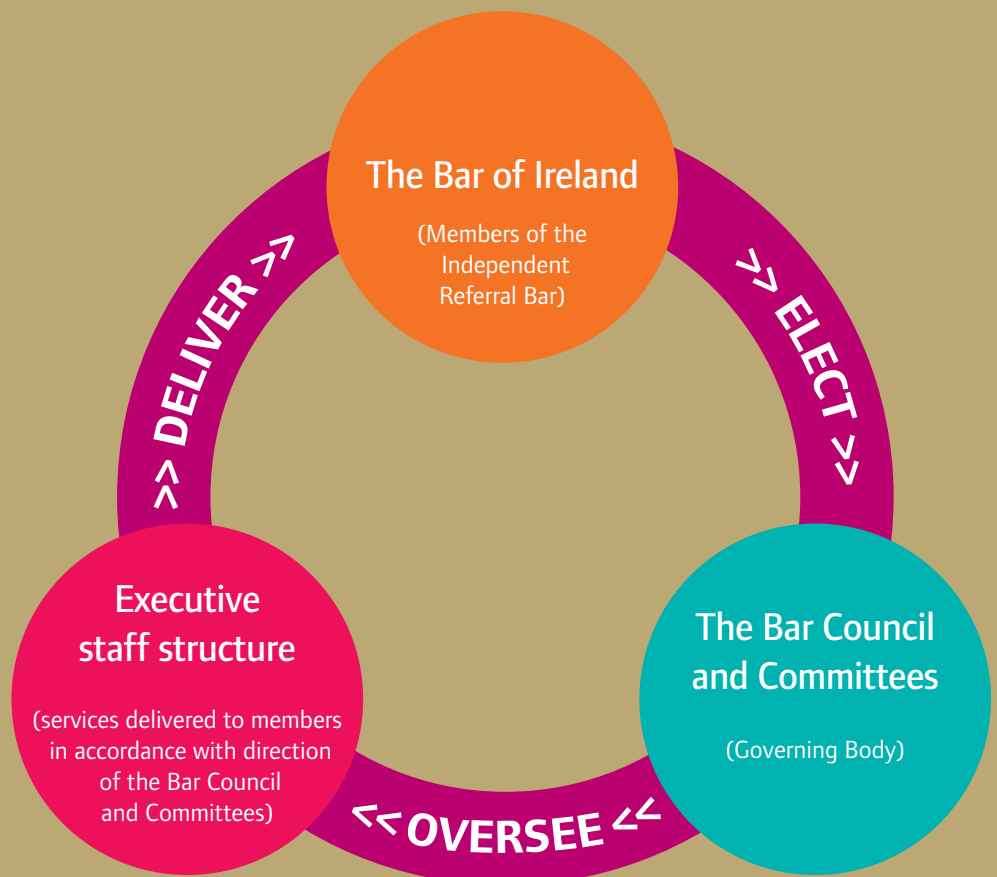 The Bar of Ireland
(Members of the
Independent
Referral Bar)
>> ELECT >>
The Bar Council
and Committees
(Governing Body)
<< OVERSEE <<
Executive
staff structure
(services delivered to members
in accordance with direction
of the Bar Council
and Committees)
>> DELIVER >>